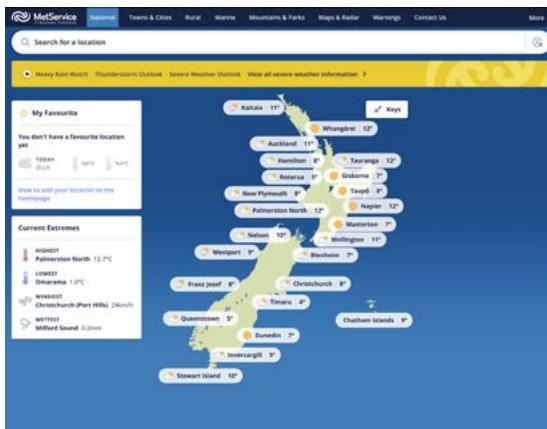 MetService
National
Towns & Cities
Rural
Marine
Mountains & Parks
Maps & Radar
Warnings
Contact Us
More
Search for a location
Heavy Rain Watch Thunderstorm Outlook Severe Weather Outlook View all severe weather information
My Favourite
You don't have a favourite location
yet
TODAY
How to add your location to the
homepage
Current Extremes
HIGHEST
Palmerston North 12.7°C
LOWEST
Omarama 1.0°C
WINDIEST
Christchurch (Port Hills) 24km/h
WETTEST
Milford Sound 0.2mm
Keys
Kaitaia 11°
Whangārei 12°
Auckland 11°
Hamilton 8°
Tauranga 12°
Rotorua 5°
Gisborne 7°
Taupō 8°
New Plymouth 8°
Napier 12°
Palmerston North 12°
Masterton 7°
Nelson 10°
Wellington 11°
Westport 9°
Blenheim 7°
Franz Josef 8°
Christchurch 8°
Timaru 4°
Queenstown 5°
Chatham Islands 9°
Dunedin 7°
Invercargill 5°
Stewart Island 10°